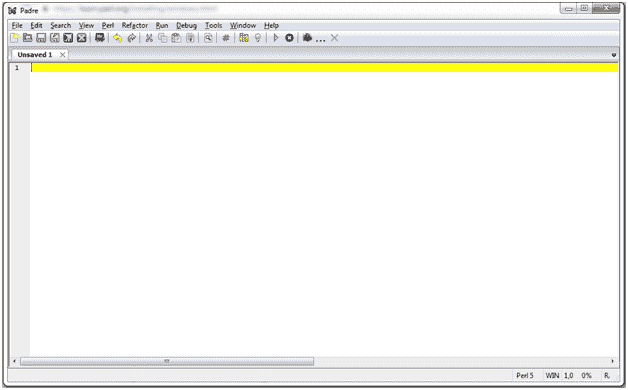 Padre
File Edit Search View Perl Refactor Run Debug Tools Window Help
#
Unsaved 1
1
Perl 5 WIN 1,0 0% R,